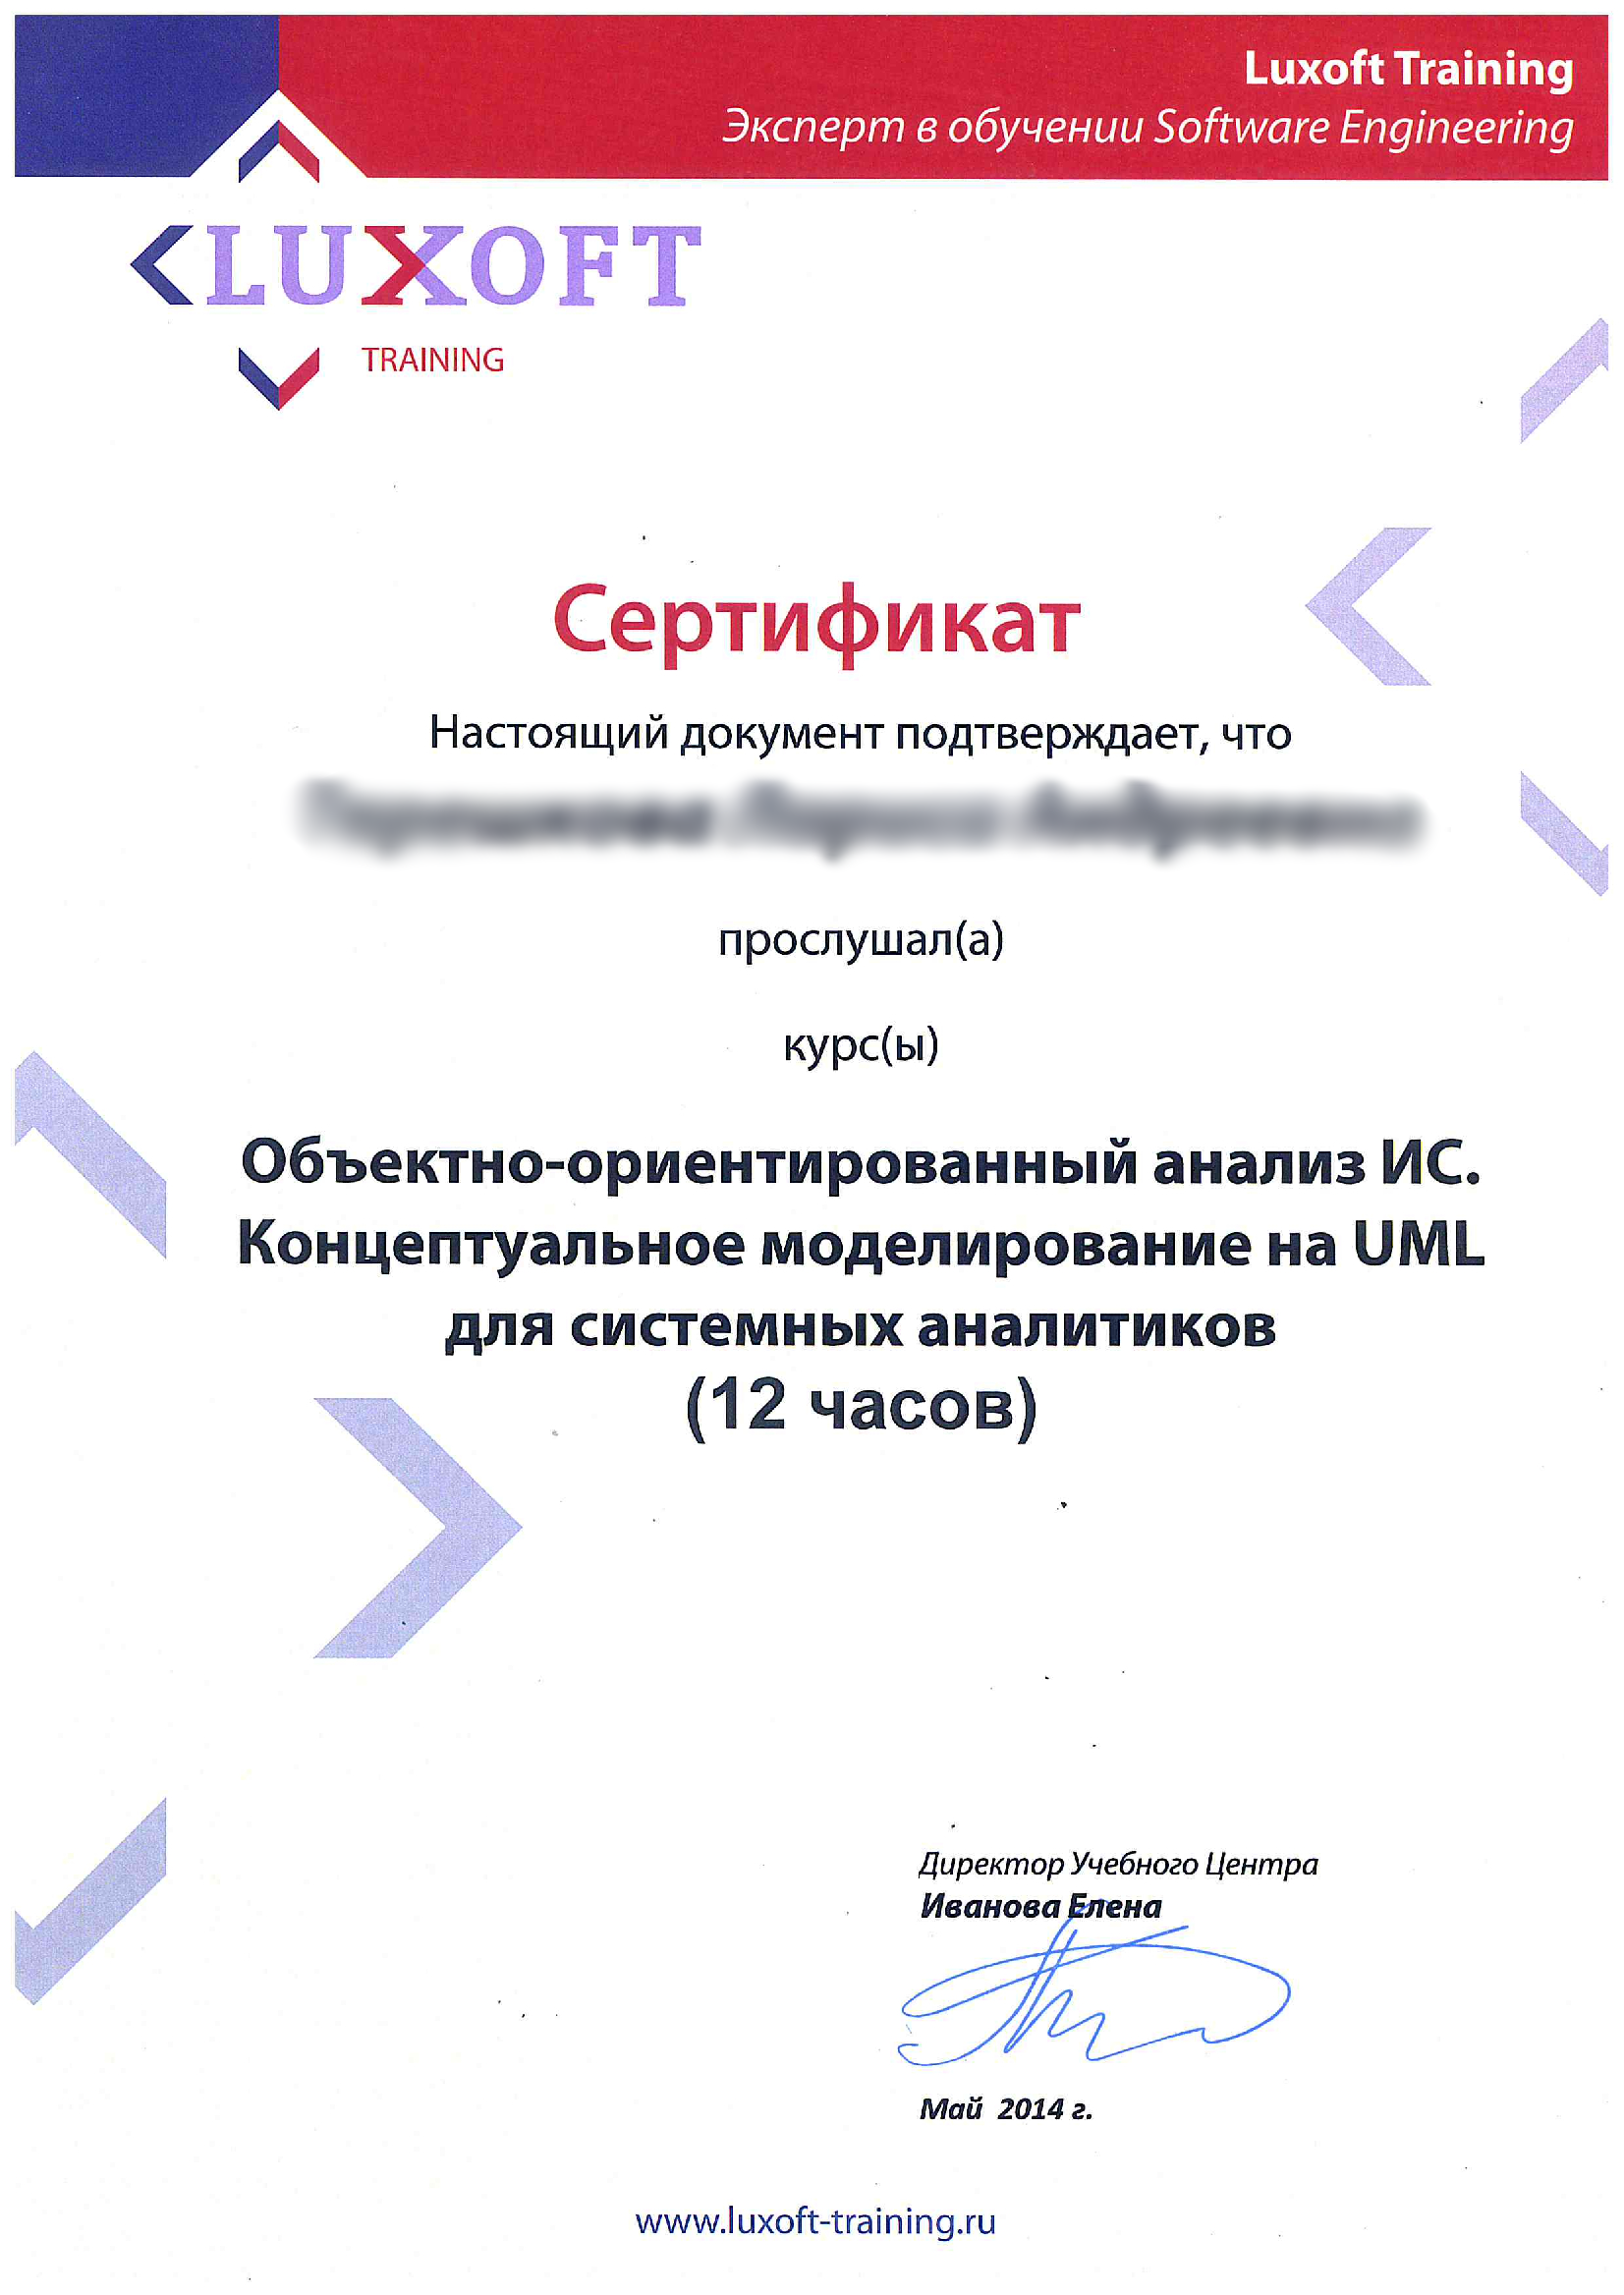 Luxoft Training
Эксперт в обучении Software Engineering
LUXOFT
TRAINING
Сертификат
Настоящий документ подтверждает, что
прослушал(а)
курс(ы)
Объектно-ориентированный анализ ИС.
Концептуальное моделирование на UML
для системных аналитиков
(12 часов)
Директор Учебного Центра
Иванова Елена
Май 2014 г.
www.luxoft-training.ru